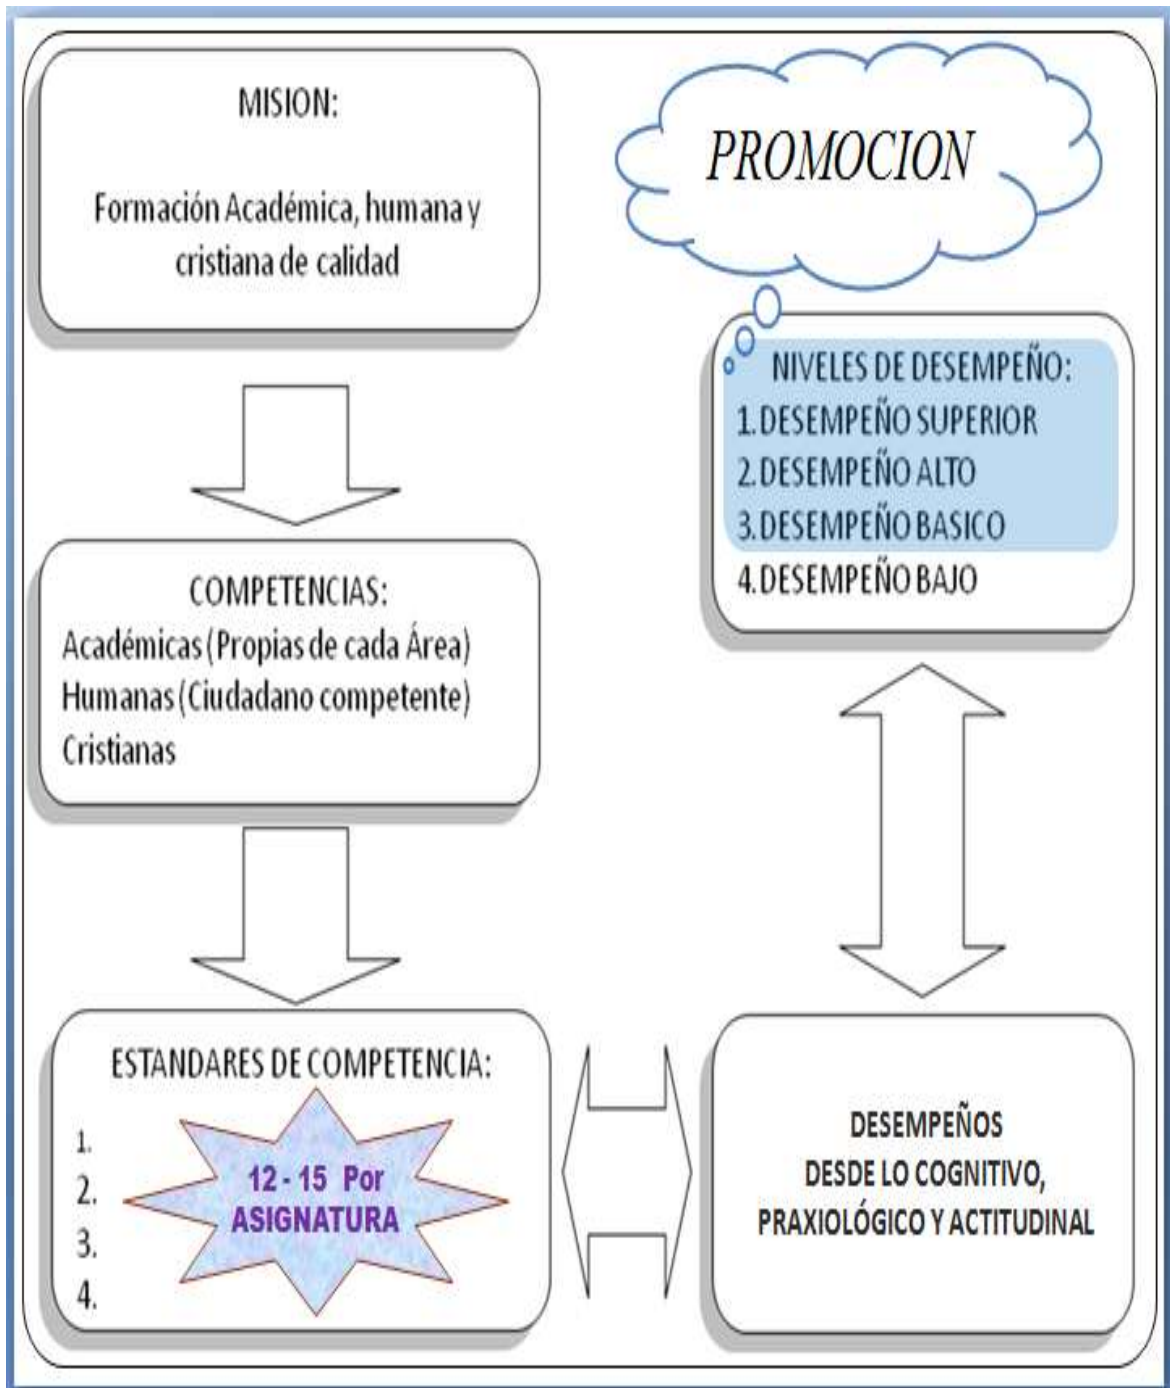 MISION:
Formación Académica, humana y
cristiana de calidad
COMPETENCIAS:
Académicas (Propias de cada Área)
Humanas (Ciudadano competente)
Cristianas
ESTANDARES DE COMPETENCIA:
1.
2.
3.
4.
12 - 15 Por
ASIGNATURA
DESEMPEÑOS
DESDE LO COGNITIVO,
PRAXIOLÓGICO Y ACTITUDINAL
NIVELES DE DESEMPEÑO:
1.DESEMPEÑO SUPERIOR
2.DESEMPEÑO ALTO
3.DESEMPEÑO BASICO
4.DESEMPEÑO BAJO
PROMOCION